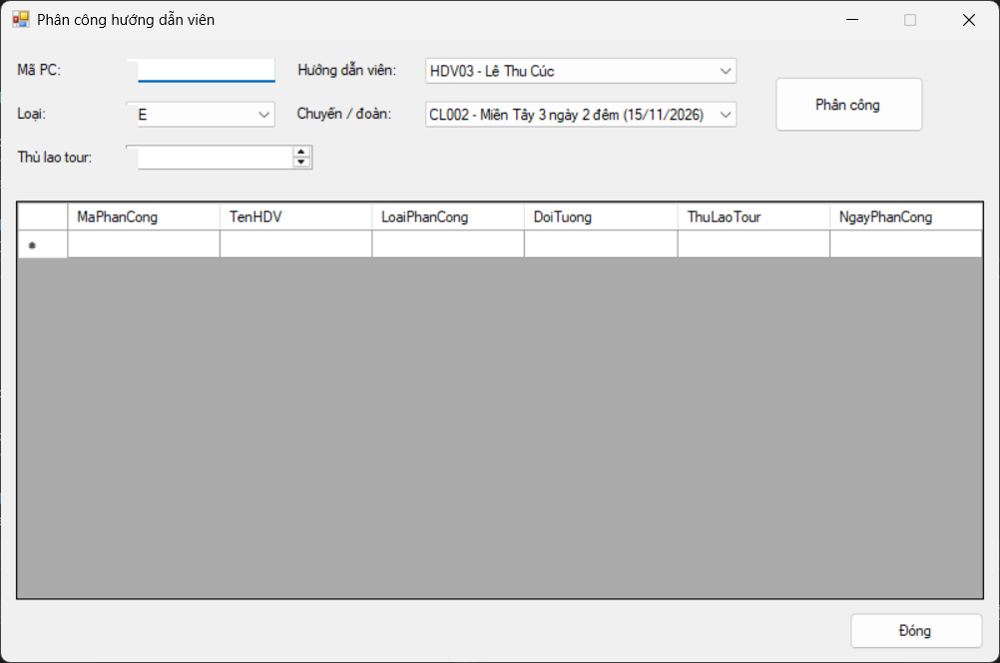 Phân công hướng dẫn viên
Mã PC:
Hướng dẫn viên: HDV03 - Lê Thu Cúc
Loại: E
Chuyến / đoàn: CL002 - Miền Tây 3 ngày 2 đêm (15/11/2026)
Phân công
Thù lao tour:
MaPhanCong TenHDV LoaiPhanCong DoiTuong ThuLaoTour NgayPhanCong
Đóng